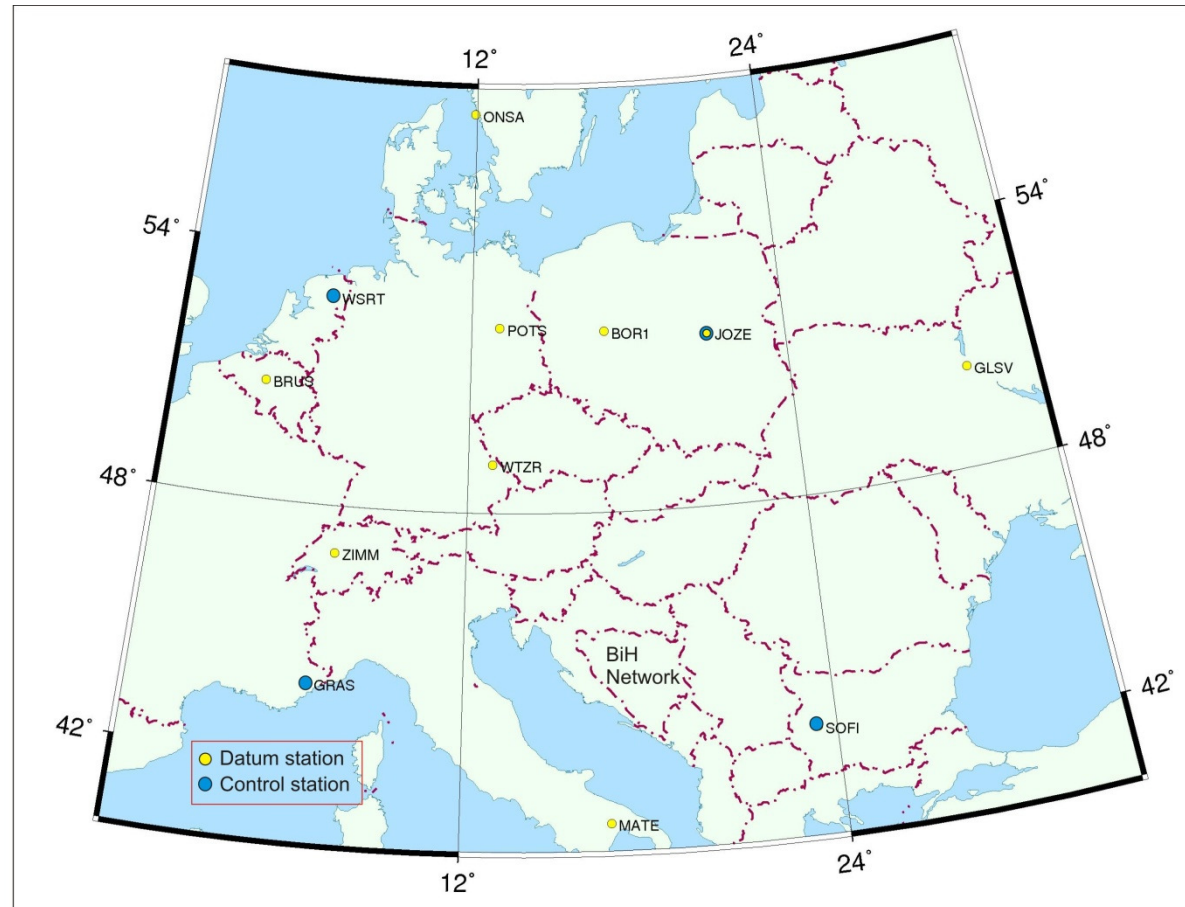 24°
12°
ONSA
54°
54°
WSRT
POTS
BOR1
JOZE
GLSV
BRUS
48°
WTZR
48°
ZIMM
BiH
Network
GRAS
42°
SOFI
42°
Datum station
Control station
MATE
24°
12°